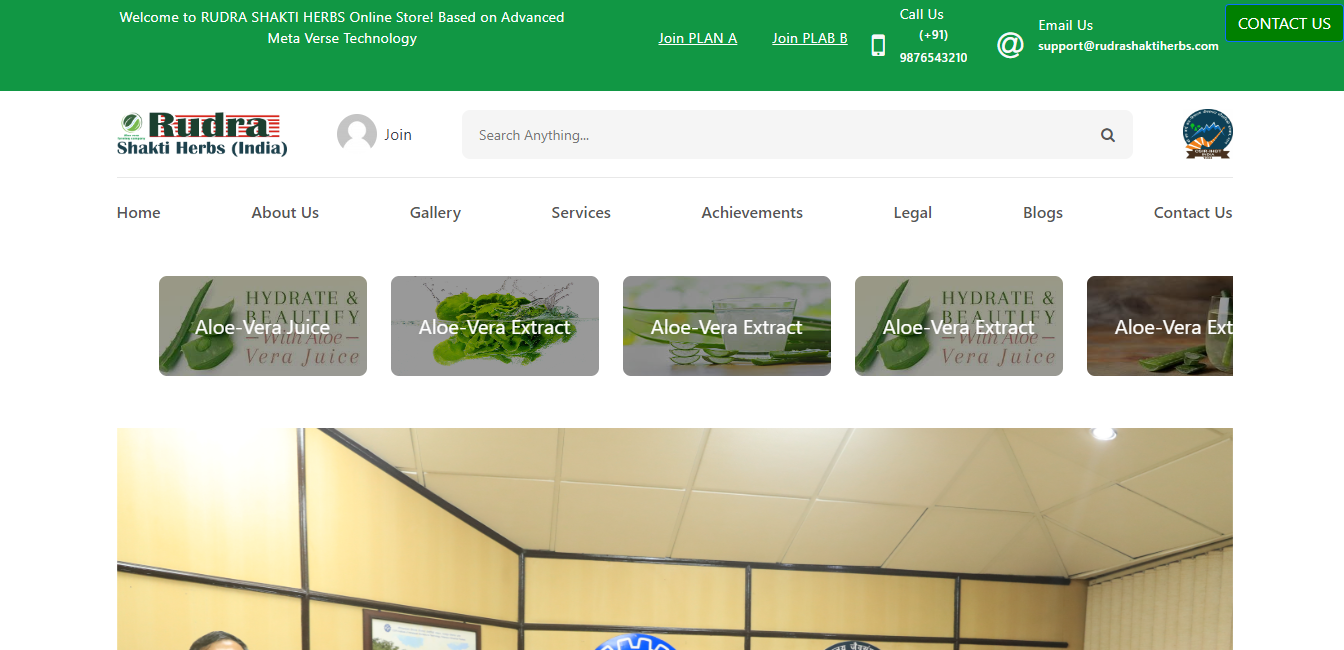 Welcome to RUDRA SHAKTI HERBS Online Store! Based on Advanced
Meta Verse Technology
Join PLAN A
Join PLAB B
Call Us
(+91)
9876543210
Email Us
support@rudrashaktiherbs.com
CONTACT US
Rudra
Shakti Herbs (India)
Join
Search Anything...
Home
About Us
Gallery
Services
Achievements
Legal
Blogs
Contact Us
HYDRATE &
BEAUTIFY
With Aloe
Vera Juice
Aloe-Vera Juice
Aloe-Vera Extract
Aloe-Vera Extract
HYDRATE &
BEAUTIFY
With Aloe
Vera Juice
Aloe-Vera Extract
Aloe-Vera Ext